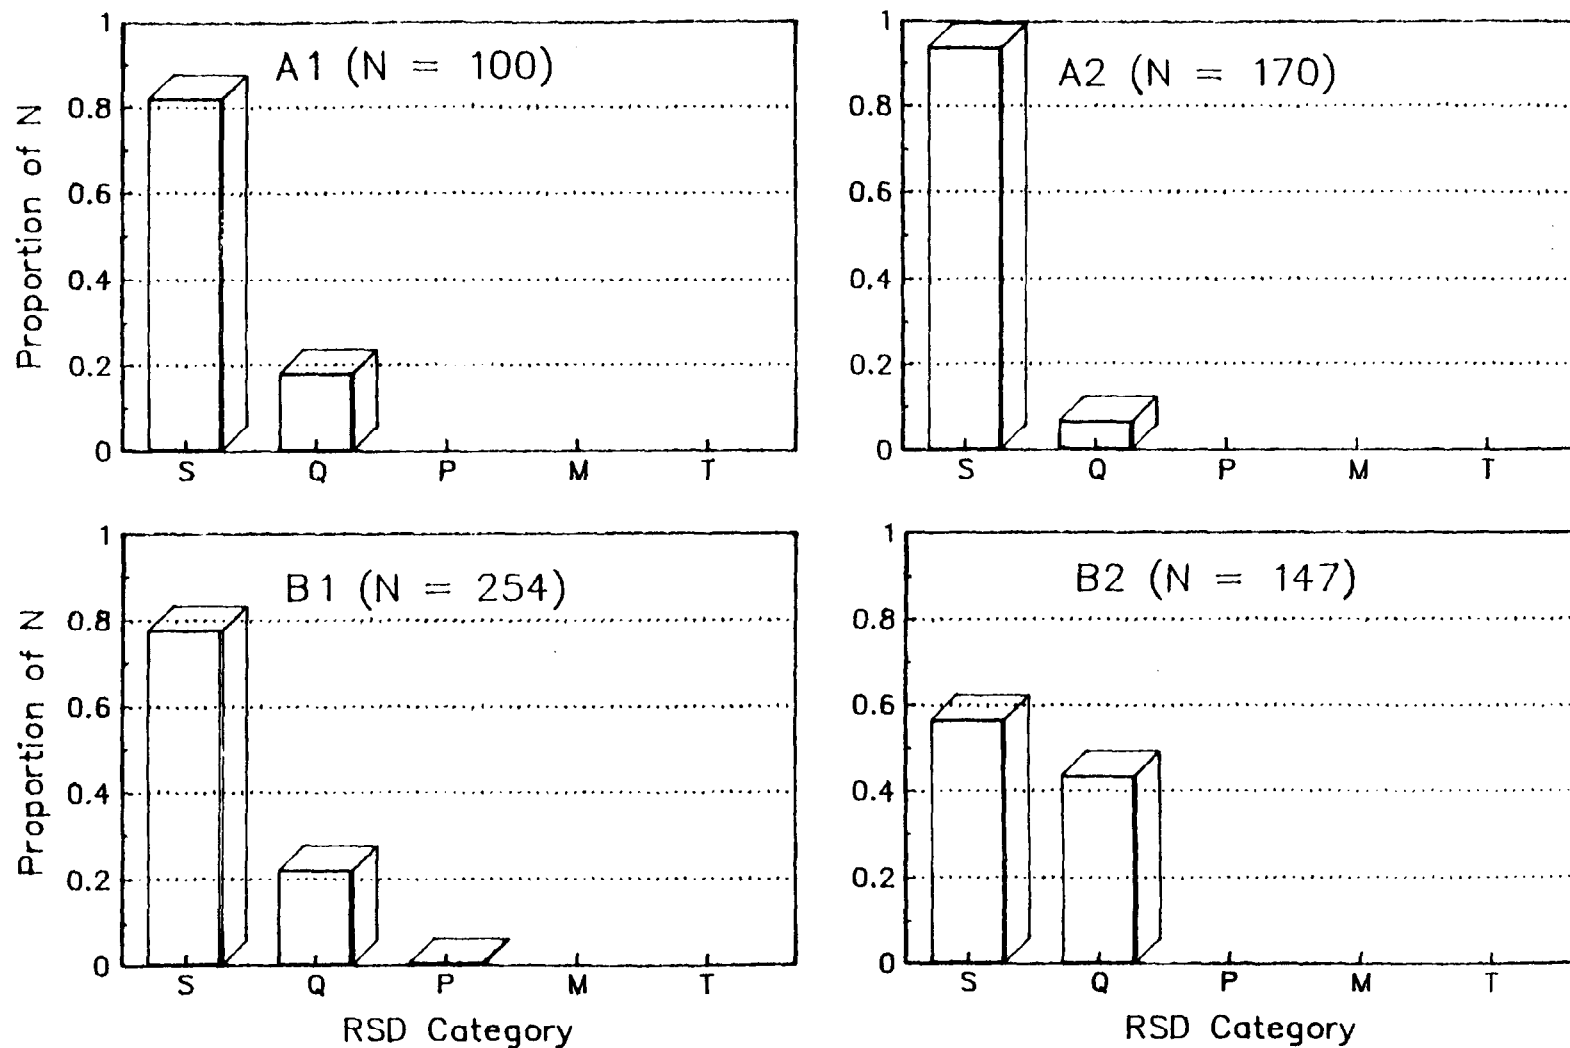 A1 (N = 100)
Proportion of N
1
0.8
0.6
0.4
0.2
0
S Q P M T
A2 (N = 170)
1
0.8
0.6
0.4
0.2
0
S Q P M T
B1 (N = 254)
Proportion of N
1
0.8
0.6
0.4
0.2
0
S Q P M T
RSD Category
B2 (N = 147)
1
0.8
0.6
0.4
0.2
0
S Q P M T
RSD Category